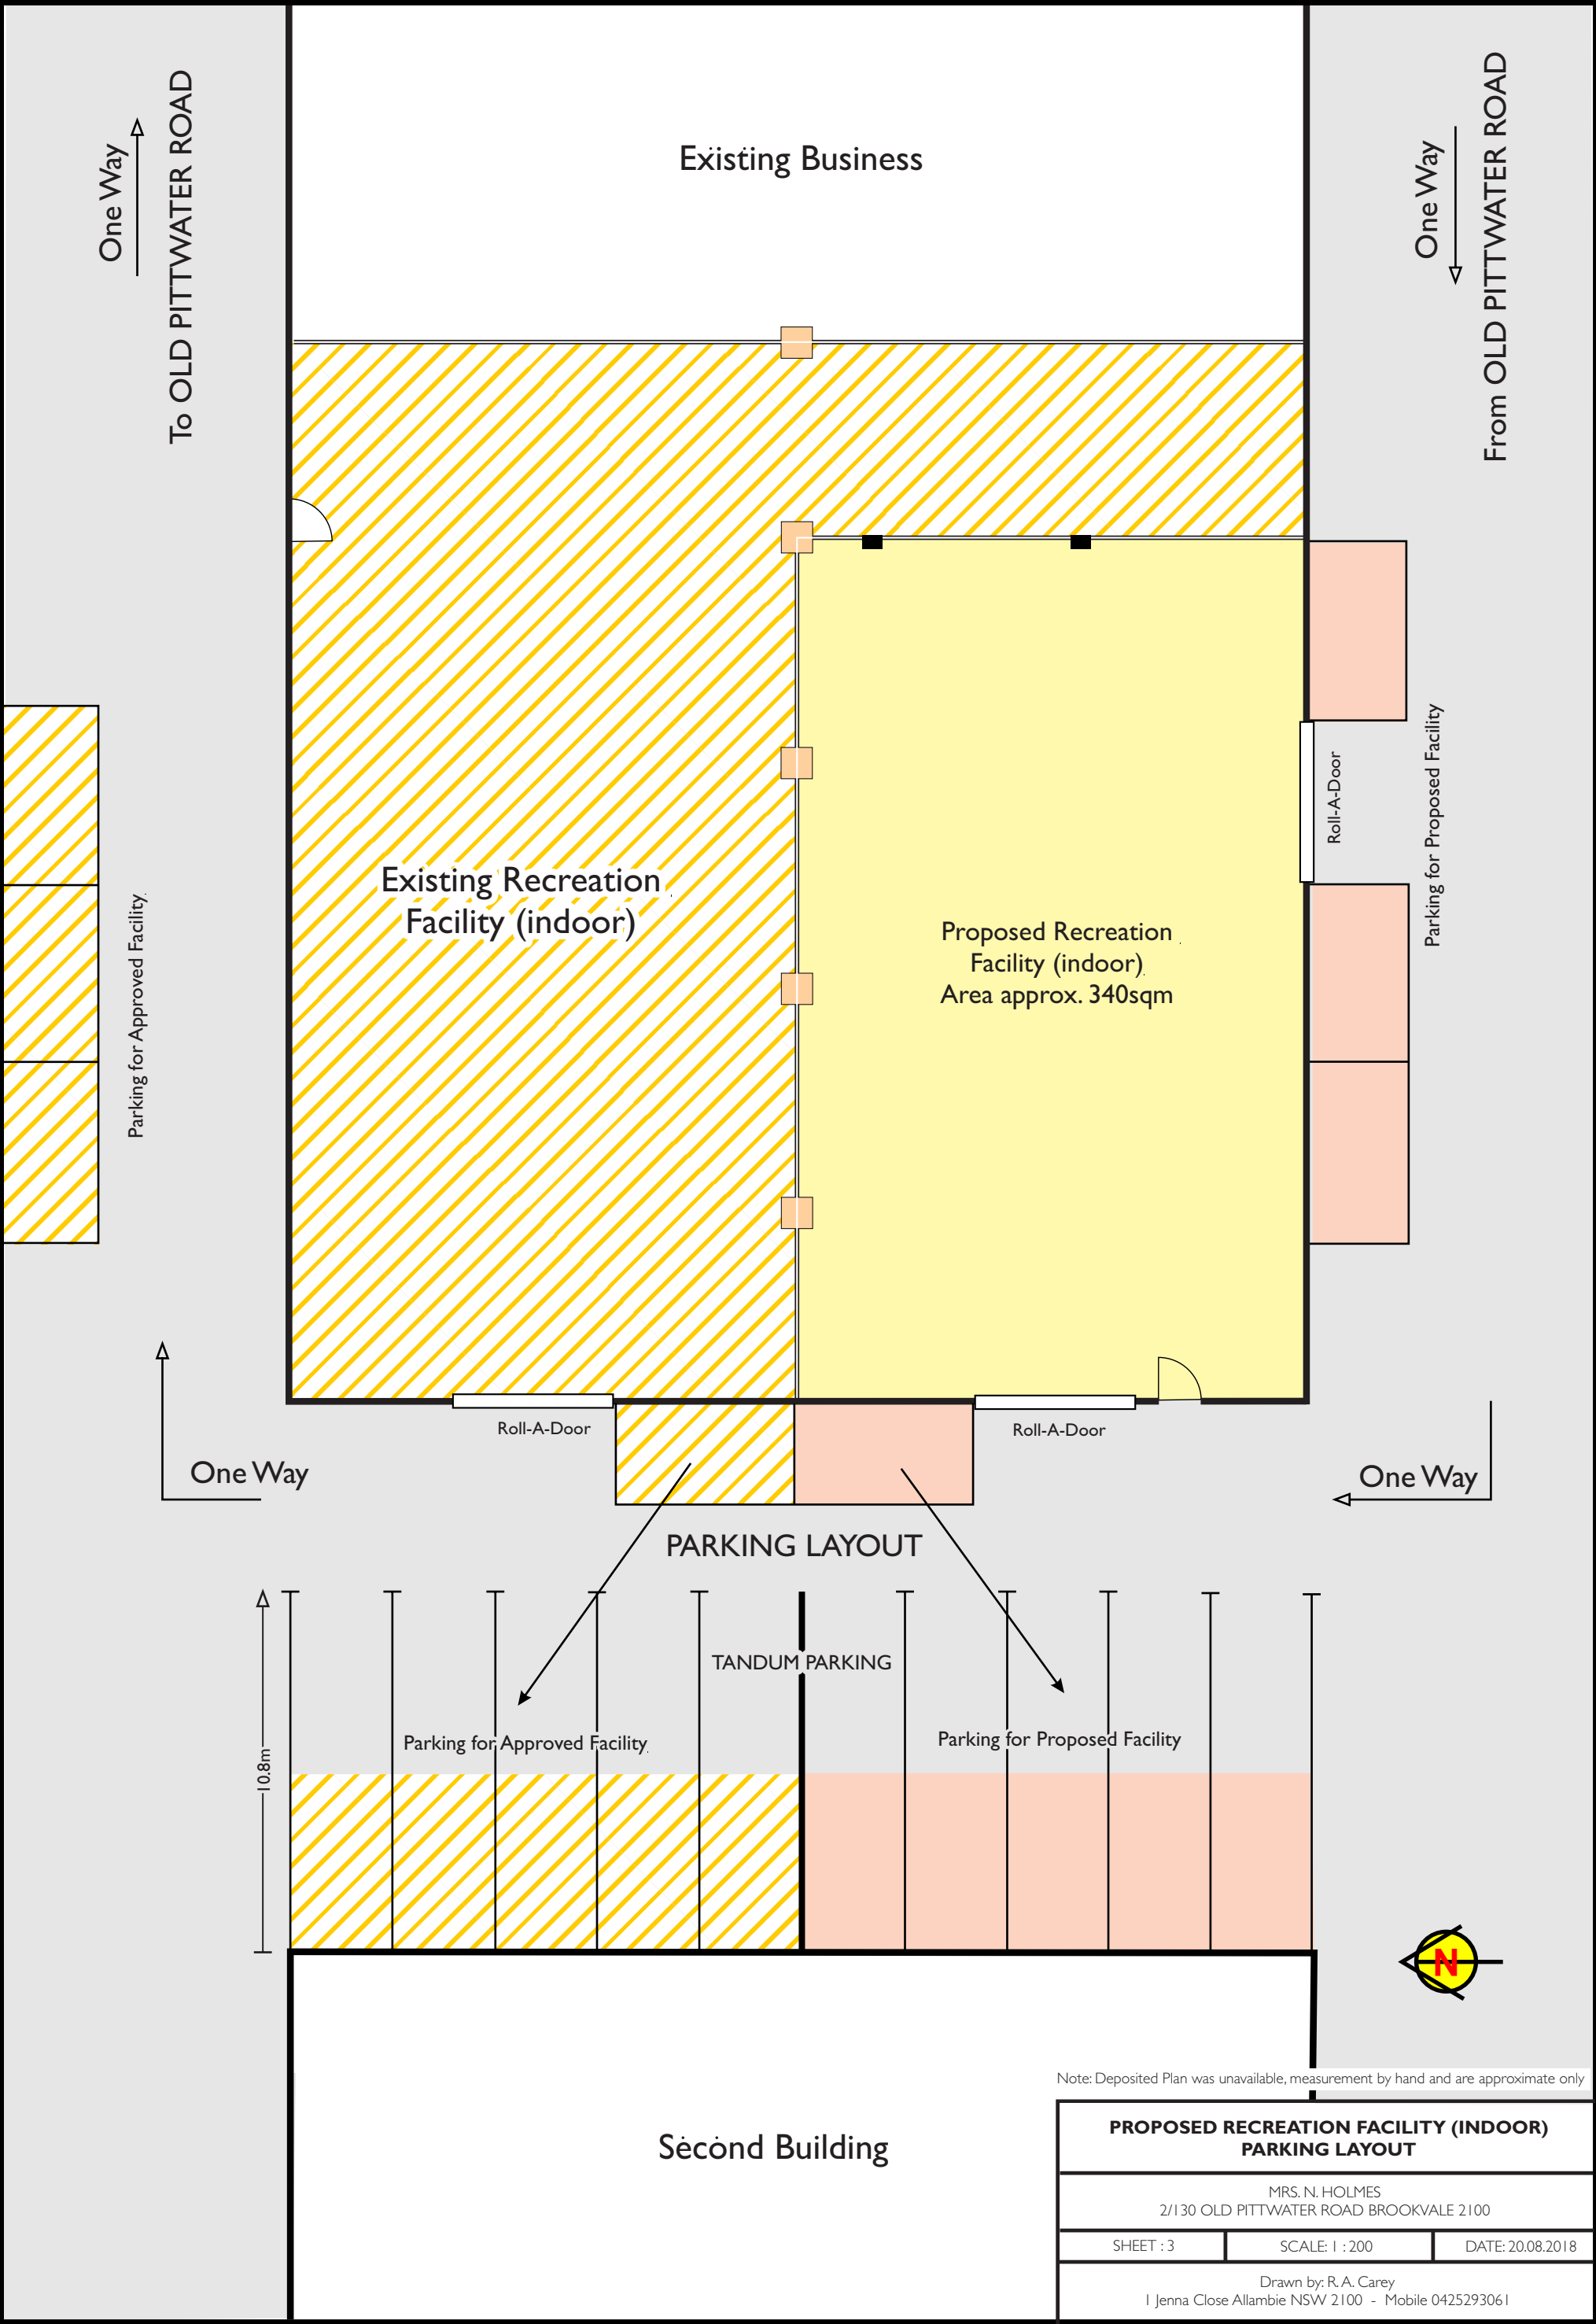 Existing Business
One Way
To OLD PITTWATER ROAD
One Way
From OLD PITTWATER ROAD
Existing Recreation
Facility (indoor)
Proposed Recreation
Facility (indoor)
Area approx. 340sqm
Roll-A-Door
Parking for Proposed Facility
Parking for Approved Facility
Roll-A-Door
Roll-A-Door
One Way
One Way
PARKING LAYOUT
TANDUM PARKING
Parking for Approved Facility
Parking for Proposed Facility
10.8m
N
Second Building
Note: Deposited Plan was unavailable, measurement by hand and are approximate only
PROPOSED RECREATION FACILITY (INDOOR)
PARKING LAYOUT
MRS. N. HOLMES
2/130 OLD PITTWATER ROAD BROOKVALE 2100
SHEET : 3
SCALE: 1 : 200
DATE: 20.08.2018
Drawn by: R. A. Carey
1 Jenna Close Allambie NSW 2100 - Mobile 0425293061